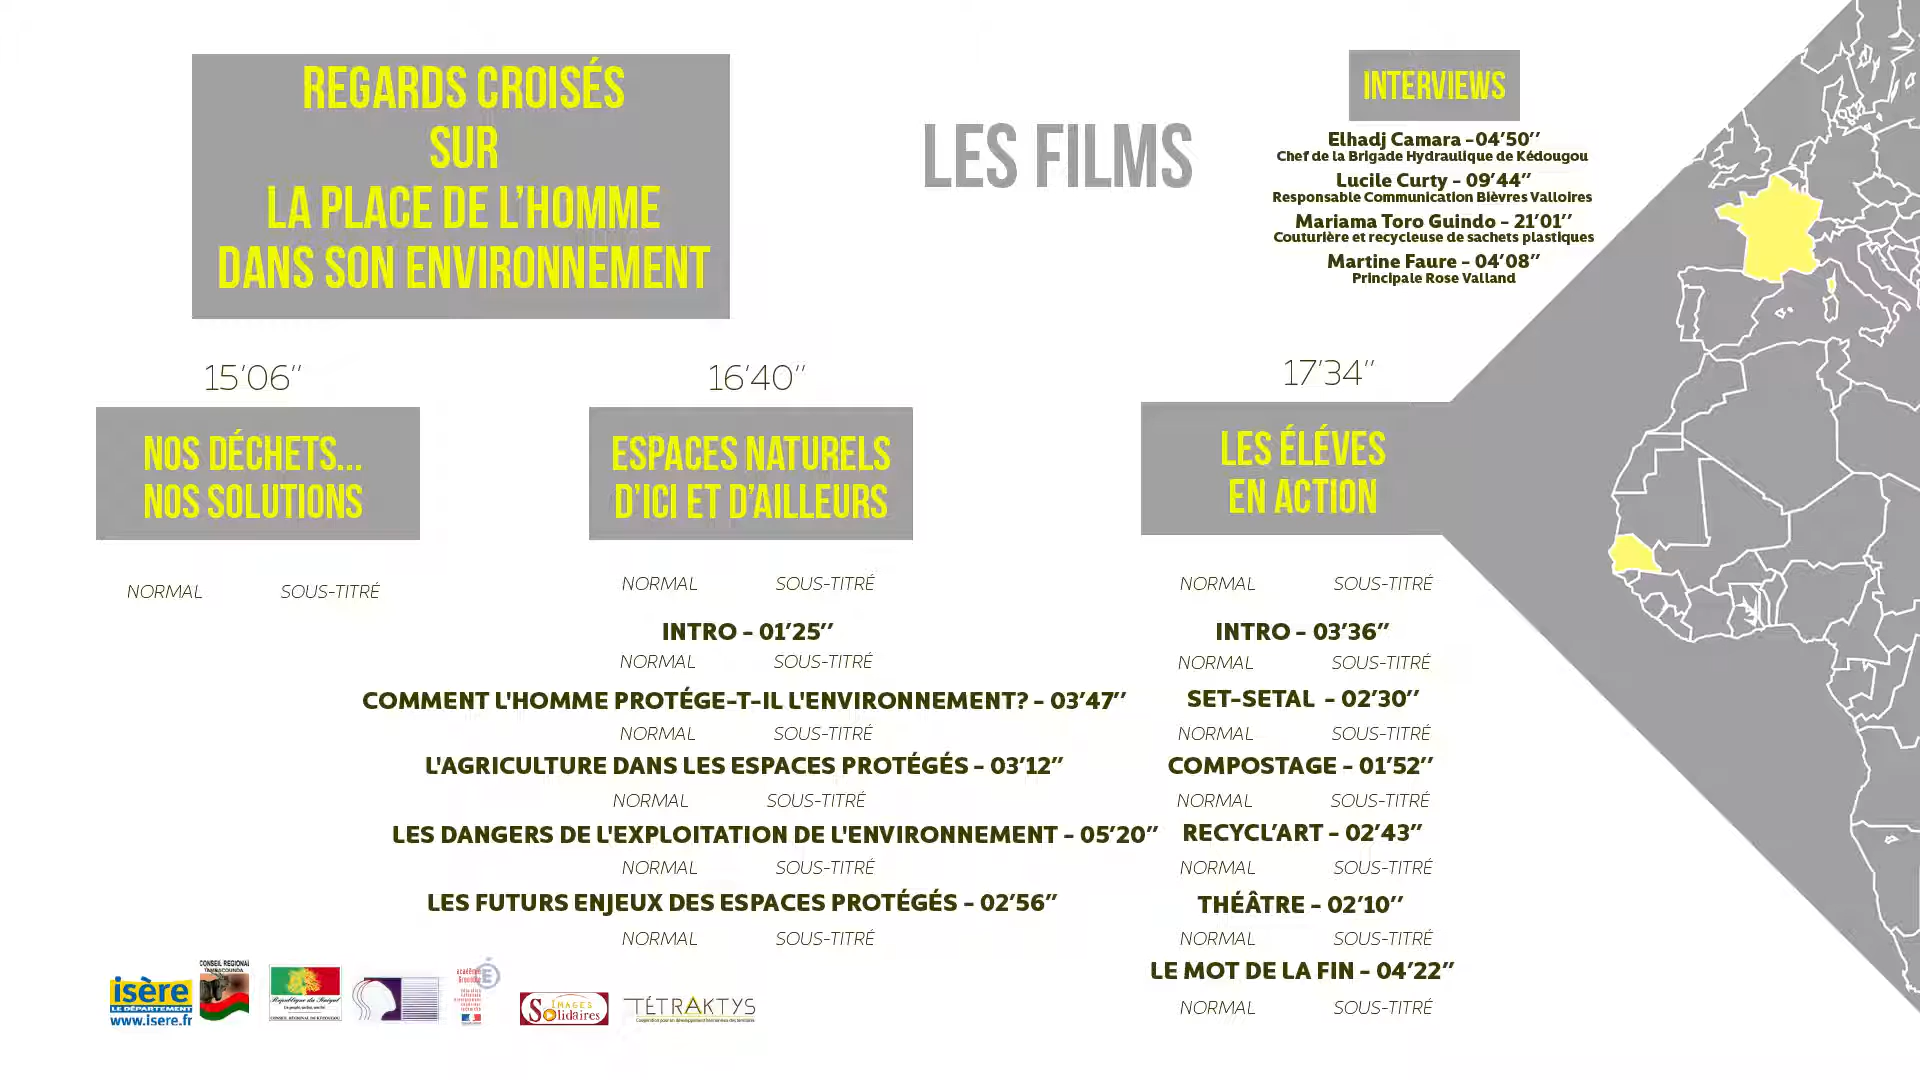 REGARDS CROISÉS
SUR
LA PLACE DE L’HOMME
DANS SON ENVIRONNEMENT
LES FILMS
INTERVIEWS
Elhadj Camara -04’50’’
Chef de la Brigade Hydraulique de Kédougou
Lucile Curty - 09’44’’
Responsable Communication Bièvres Valloires
Mariama Toro Guindo - 21’01’’
Couturière et recycleuse de sachets plastiques
Martine Faure - 04’08’’
Principale Rose Valland
15’06’’
NOS DÉCHETS...
NOS SOLUTIONS
NORMAL SOUS-TITRÉ
16’40’’
ESPACES NATURELS
D’ICI ET D’AILLEURS
NORMAL SOUS-TITRÉ
INTRO - 01’25’’
NORMAL SOUS-TITRÉ
COMMENT L'HOMME PROTÉGE-T-IL L'ENVIRONNEMENT? - 03’47’’
NORMAL SOUS-TITRÉ
L'AGRICULTURE DANS LES ESPACES PROTÉGÉS - 03’12’’
NORMAL SOUS-TITRÉ
LES DANGERS DE L'EXPLOITATION DE L'ENVIRONNEMENT - 05’20’’
NORMAL SOUS-TITRÉ
LES FUTURS ENJEUX DES ESPACES PROTÉGÉS - 02’56’’
NORMAL SOUS-TITRÉ
17’34’’
LES ÉLÉVES
EN ACTION
NORMAL SOUS-TITRÉ
INTRO - 03’36’’
NORMAL SOUS-TITRÉ
SET-SETAL - 02’30’’
NORMAL SOUS-TITRÉ
COMPOSTAGE - 01’52’’
NORMAL SOUS-TITRÉ
RECYCL’ART - 02’43’’
NORMAL SOUS-TITRÉ
THÉÂTRE - 02’10’’
NORMAL SOUS-TITRÉ
LE MOT DE LA FIN - 04’22’’
NORMAL SOUS-TITRÉ
isère
LE DÉPARTEMENT
www.isere.fr
CONSEIL REGIONAL
TAMBACOUNDA
République du Sénégal
académie
Grenoble
IMAGES
Solidaires
TÉTRAKTYS